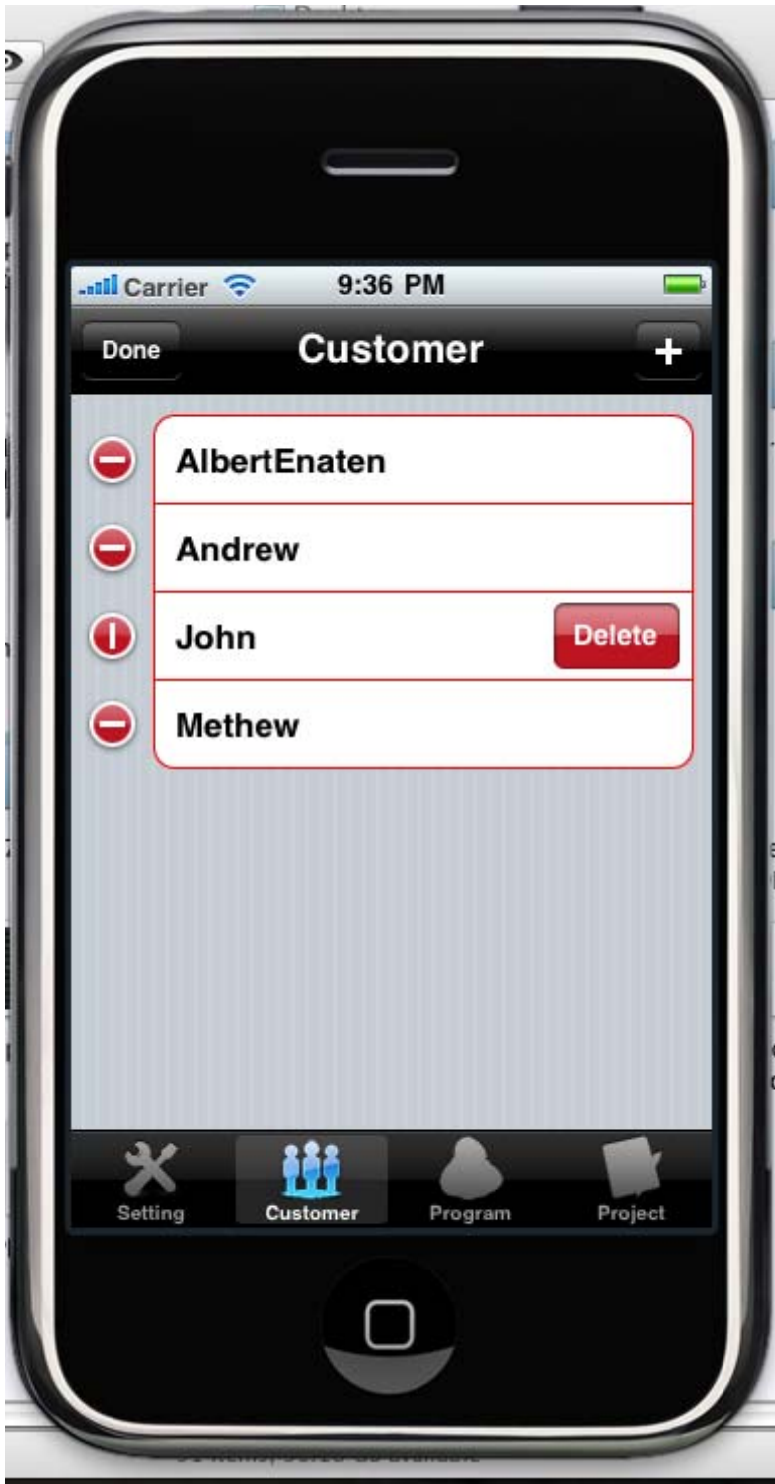 Carrier 9:36 PM
Done Customer +
AlbertEnaten
Andrew
John Delete
Methew
Setting Customer Program Project